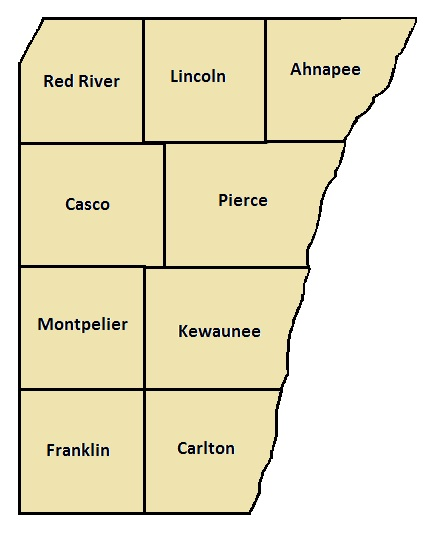 Red River
Lincoln
Ahnapee
Casco
Pierce
Montpelier
Kewaunee
Franklin
Carlton